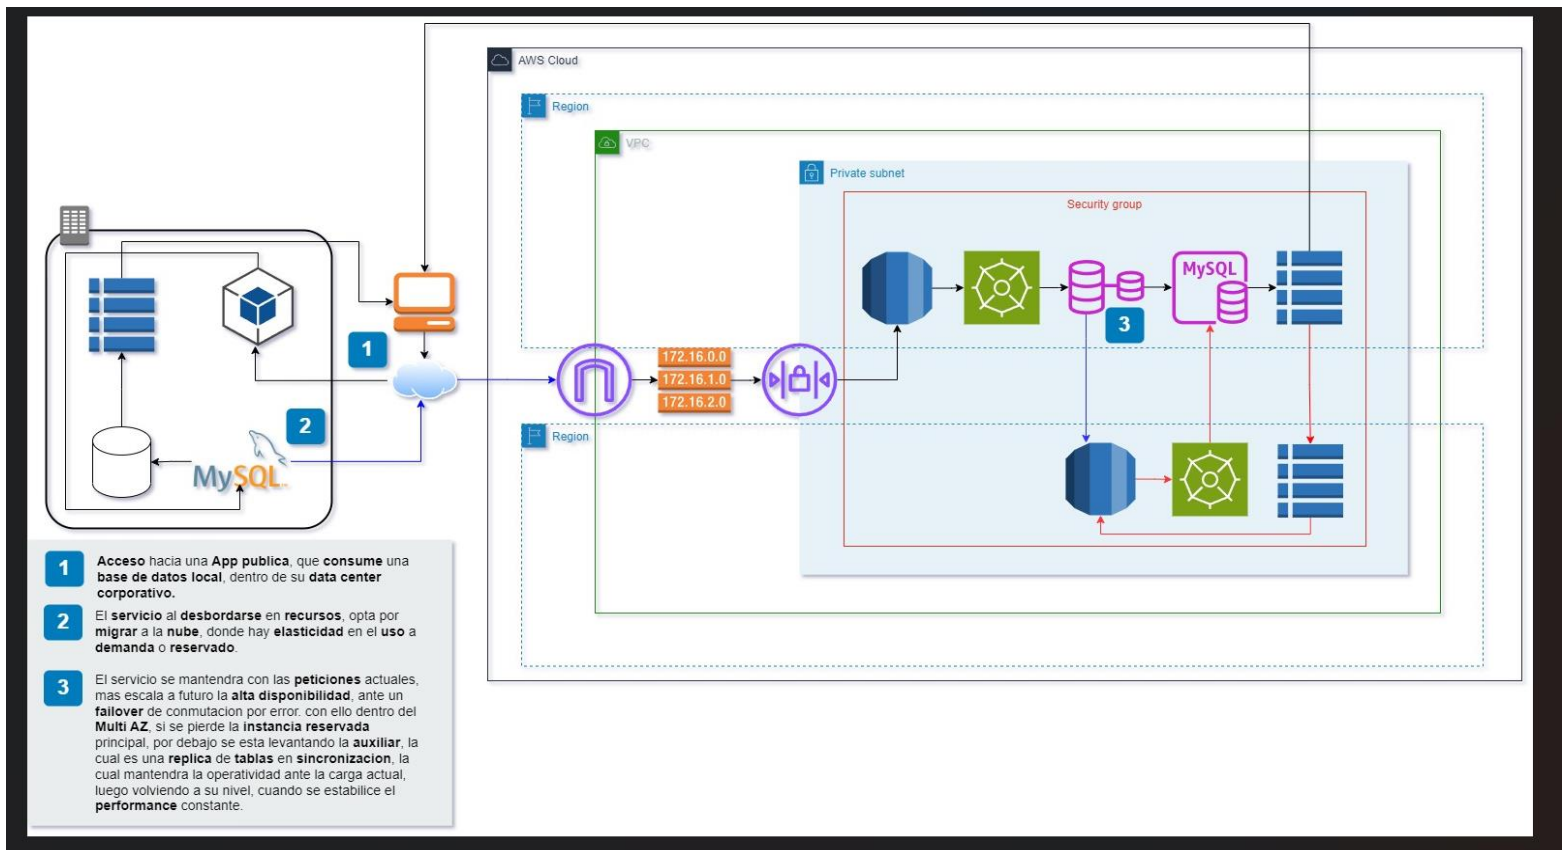 AWS Cloud
Region
VPC
Private subnet
Security group
MySQL
3
1
172.16.0.0
172.16.1.0
172.16.2.0
2
MySQL
Region
1
Acceso hacia una App publica, que consume una
base de datos local, dentro de su data center
corporativo.
2
El servicio al desbordarse en recursos, opta por
migrar a la nube, donde hay elasticidad en el uso a
demanda o reservado.
3
El servicio se mantendra con las peticiones actuales,
mas escala a futuro la alta disponibilidad, ante un
failover de conmutacion por error. con ello dentro del
Multi AZ, si se pierde la instancia reservada
principal, por debajo se esta levantando la auxiliar, la
cual es una replica de tablas en sincronizacion, la
cual mantendra la operatividad ante la carga actual,
luego volviendo a su nivel, cuando se estabilice el
performance constante.